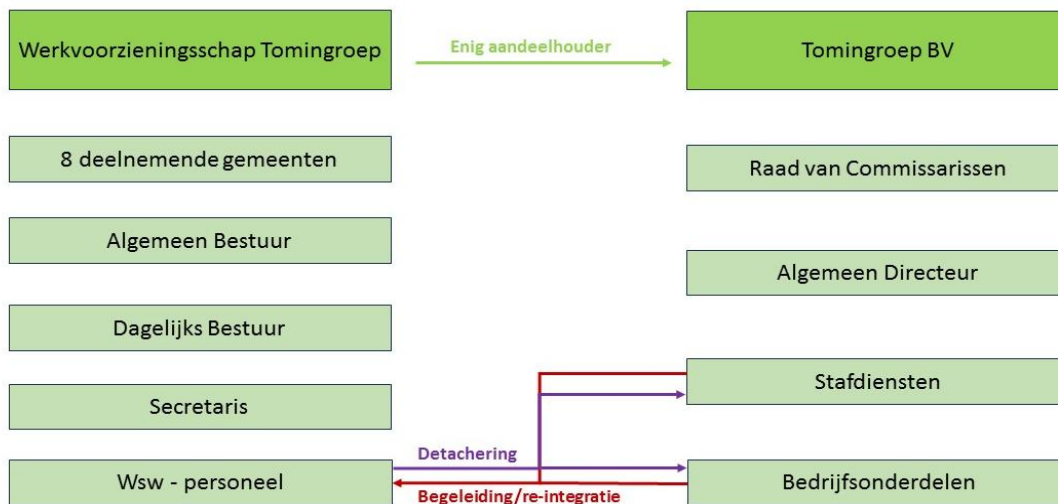 Werkvoorzieningsschap Tomingroep
Enig aandeelhouder
Tomingroep BV
8 deelnemende gemeenten
Raad van Commissarissen
Algemeen Bestuur
Algemeen Directeur
Dagelijks Bestuur
Stafdiensten
Secretaris
Detachering
Wsw - personeel
Bedrijfsonderdelen
Begeleiding/re-integratie